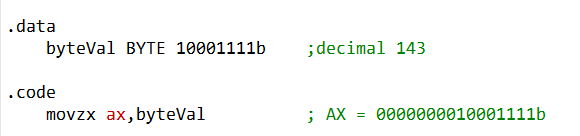 .data
byteVal BYTE 10001111b ;decimal 143
.code
movzx ax,byteVal ; AX = 0000000010001111b